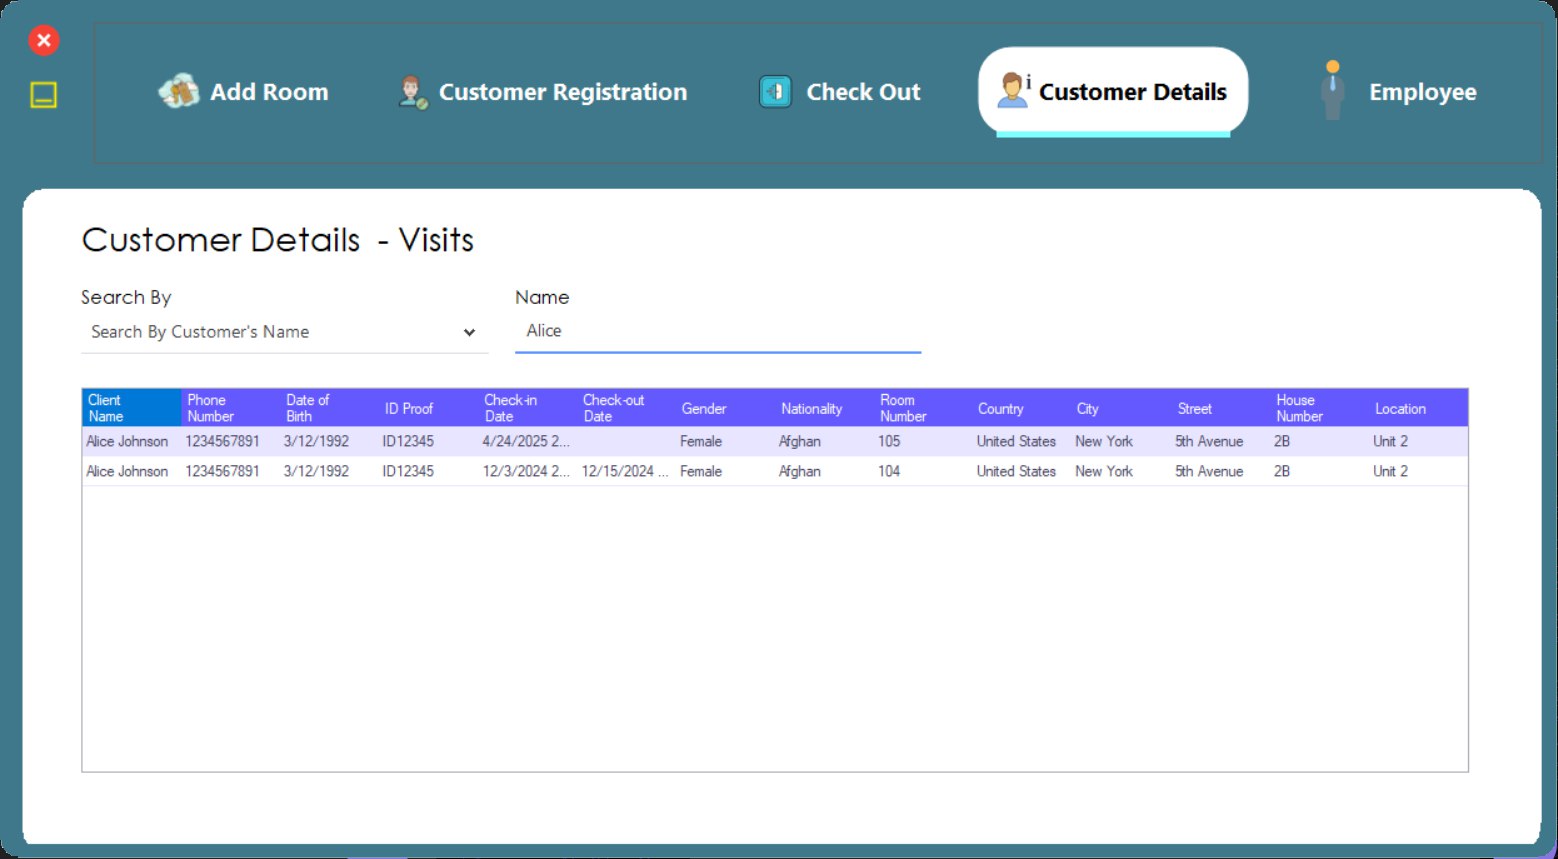 Add Room
Customer Registration
Check Out
i Customer Details
Employee
Customer Details - Visits
Search By
Name
Search By Customer's Name
Alice
Client Name Phone Number Date of Birth ID Proof Check-in Date Check-out Date Gender Nationality Room Number Country City Street House Number Location
Alice Johnson 1234567891 3/12/1992 ID12345 4/24/2025 2... Female Afghan 105 United States New York 5th Avenue 2B Unit 2
Alice Johnson 1234567891 3/12/1992 ID12345 12/3/2024 2... 12/15/2024 ... Female Afghan 104 United States New York 5th Avenue 2B Unit 2